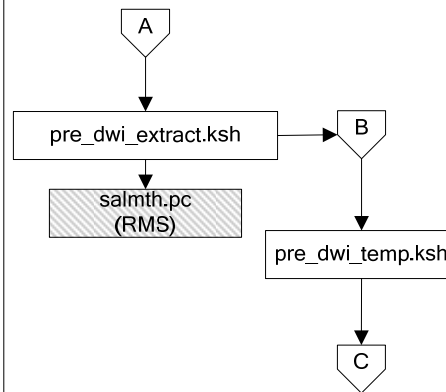 A
pre_dwi_extract.ksh
B
salmth.pc
(RMS)
pre_dwi_temp.ksh
C